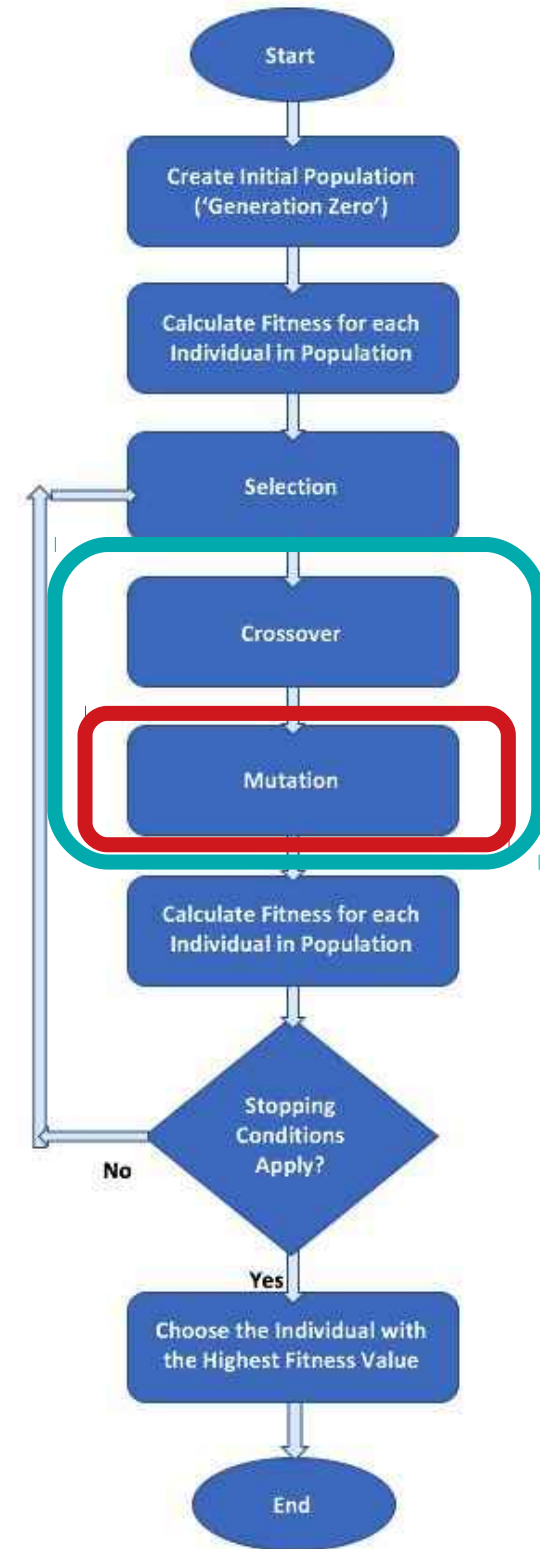 Start
Create Initial Population
('Generation Zero')
Calculate Fitness for each
Individual in Population
Selection
Crossover
Mutation
Calculate Fitness for each
Individual in Population
Stopping
Conditions
Apply?
No
Yes
Choose the Individual with
the Highest Fitness Value
End